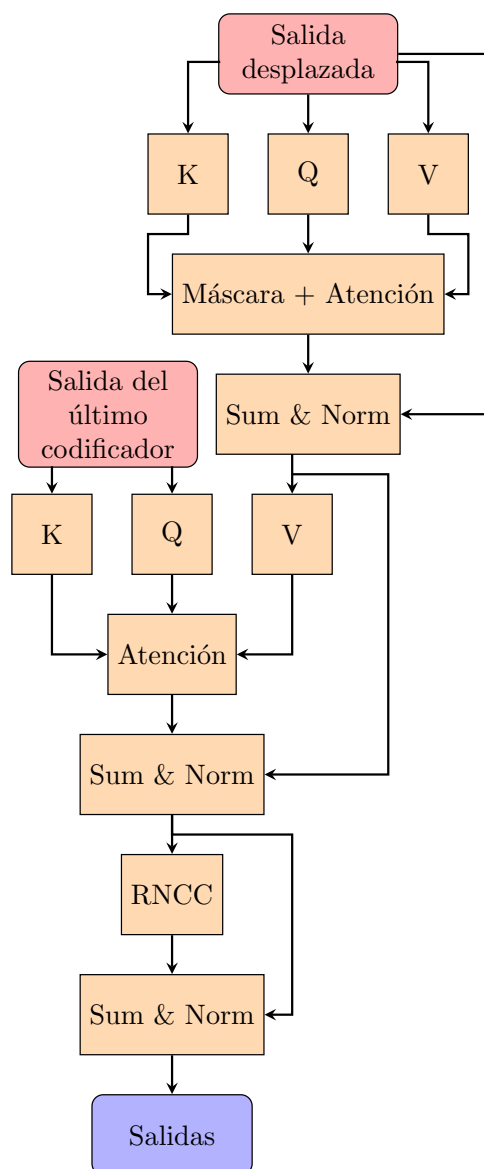 Salida
desplazada
K
Q
V
Máscara + Atención
Sum & Norm
Salida del
último
codificador
K
Q
V
Atención
Sum & Norm
RNCC
Sum & Norm
Salidas